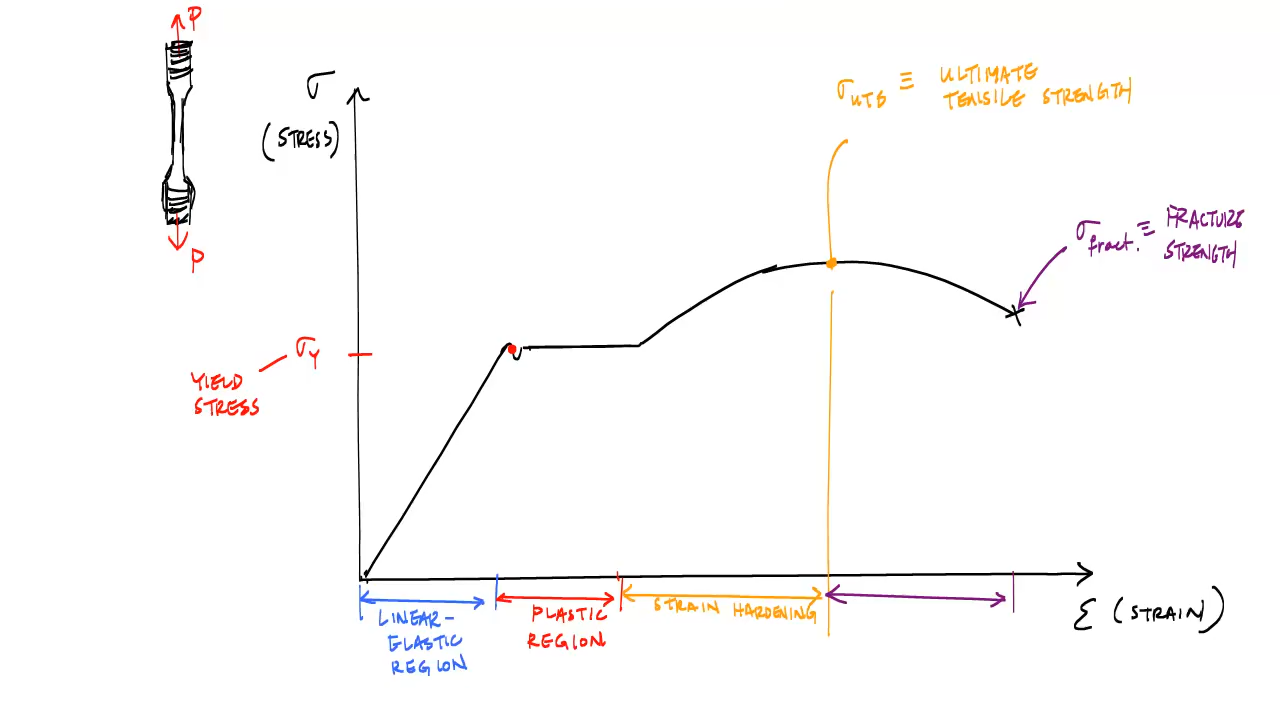 P
P
σ
(STRESS)
σUTS ≡ ULTIMATE
TENSILE STRENGTH
σfract. ≡ FRACTURE
STRENGTH
σY
YIELD
STRESS
LINEAR-
ELASTIC
REGION
PLASTIC
REGION
STRAIN HARDENING
ε (STRAIN)